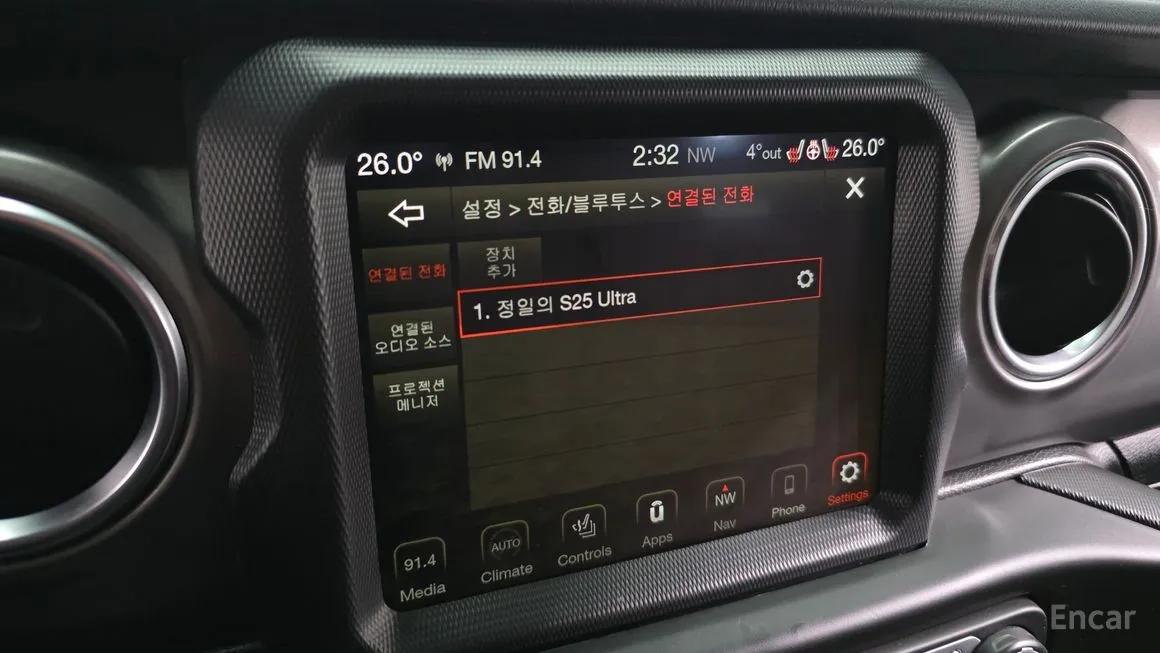 26.0° FM 91.4 2:32 NW 4°out 26.0°
설정 > 전화/블루투스 > 연결된 전화 X
연결된 전화
장치
추가
1. 정일의 S25 Ultra
연결된
오디오 소스
프로젝션
메니저
91.4
Media
AUTO
Climate
Controls
Apps
NW
Nav
Phone
Settings
Encar